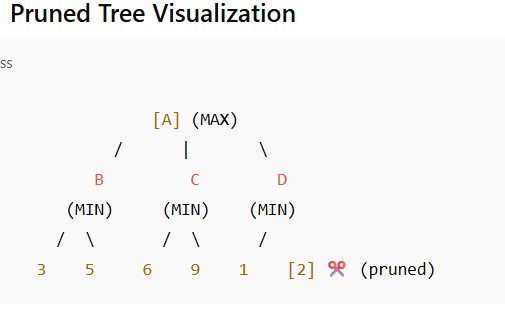 Pruned Tree Visualization
ss
[A] (MAX)
/ | \
B C D
(MIN) (MIN) (MIN)
/ \ / \ /
3 5 6 9 1 [2] ✂️ (pruned)